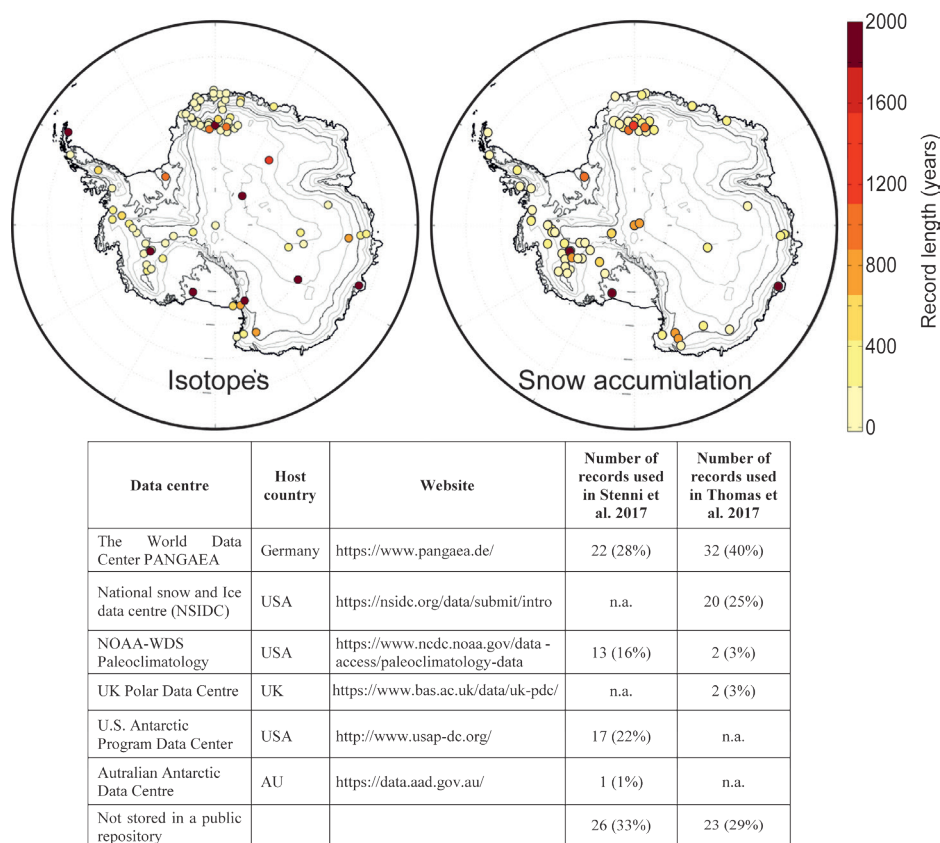 Isotopes
Snow accumulation
2000
1600
1200
800
400
0
Record length (years)
Data centre
Host
country
Website
Number of
records used
in Stenni et
al. 2017
Number of
records used
in Thomas et
al. 2017
The World Data
Center PANGAEA
Germany
https://www.pangaea.de/
22 (28%)
32 (40%)
National snow and Ice
data centre (NSIDC)
USA
https://nsidc.org/data/submit/intro
n.a.
20 (25%)
NOAA-WDS
Paleoclimatology
USA
https://www.ncdc.noaa.gov/data -
access/paleoclimatology-data
13 (16%)
2 (3%)
UK Polar Data Centre
UK
https://www.bas.ac.uk/data/uk-pdc/
n.a.
2 (3%)
U.S. Antarctic
Program Data Center
USA
http://www.usap-dc.org/
17 (22%)
n.a.
Autralian Antarctic
Data Centre
AU
https://data.aad.gov.au/
1 (1%)
n.a.
Not stored in a public
repository
26 (33%)
23 (29%)